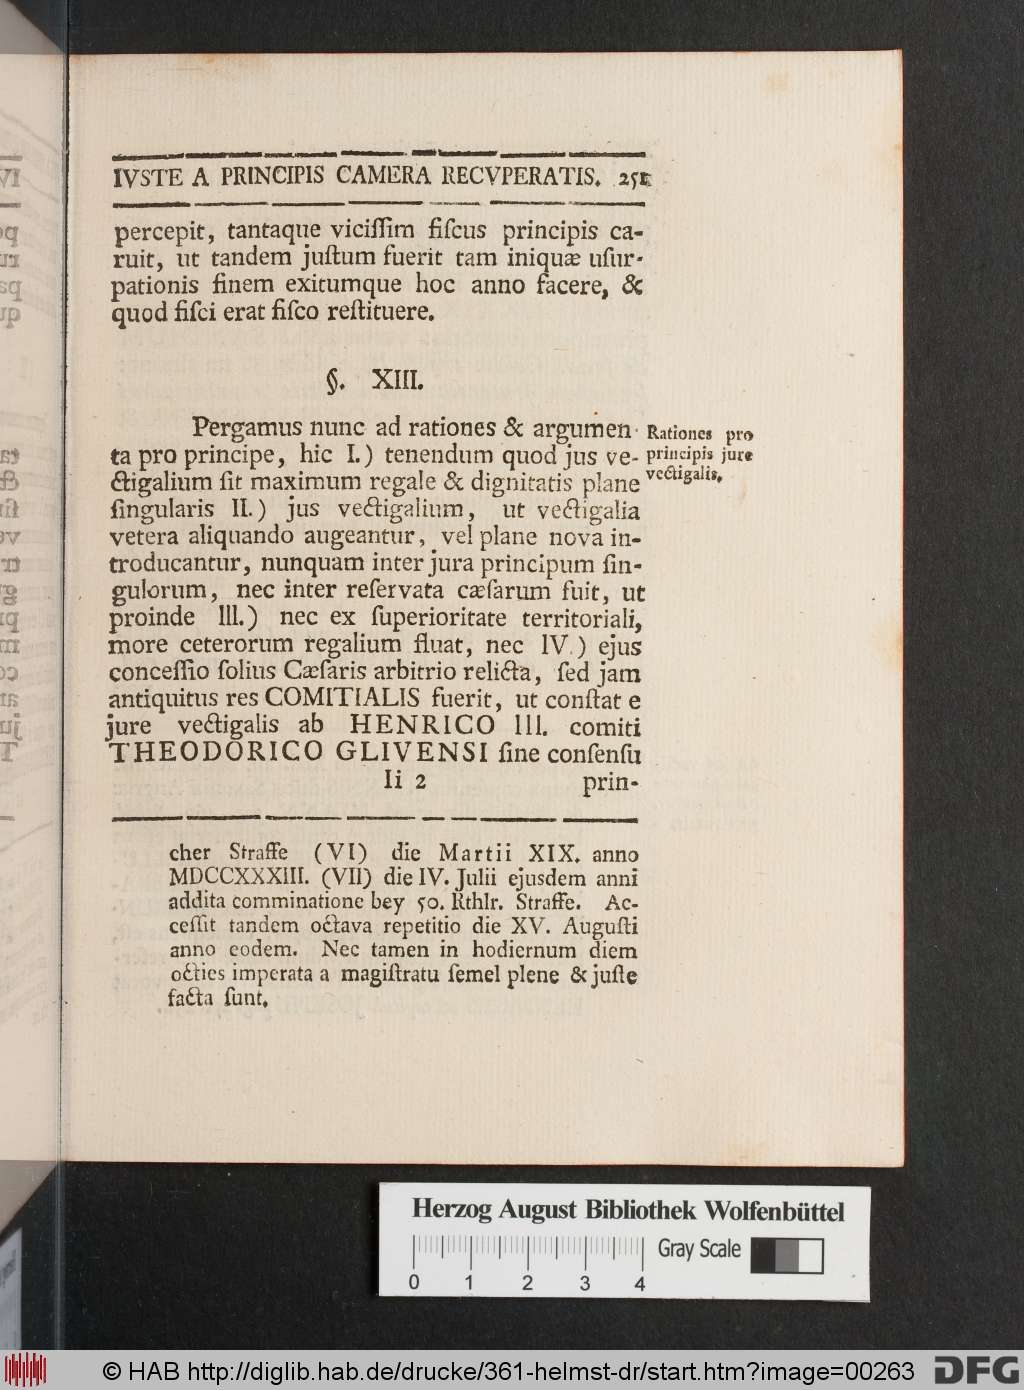 IVSTE A PRINCIPIS CAMERA RECVPERATIS. 251
percepit, tantaque viciſſim fiſcus principis ca-
ruit, ut tandem juſtum fuerit tam iniquæ uſur-
pationis finem exitumque hoc anno facere, &
quod fiſci erat fiſco reſtituere.
§. XIII.
Pergamus nunc ad rationes & argumen-
ta pro principe, hic I.) tenendum quod jus ve-
ctigalium ſit maximum regale & dignitatis plane
ſingularis II.) jus vectigalium, ut vectigalia
vetera aliquando augeantur, vel plane nova in-
troducantur, nunquam inter jura principum ſin-
gulorum, nec inter reſervata cæſarum fuit, ut
proinde III.) nec ex ſuperioritate territoriali,
more ceterorum regalium fluat, nec IV.) ejus
conceſſio ſolius Cæſaris arbitrio relicta, ſed jam
antiquitus res COMITIALIS fuerit, ut conſtat e
jure vectigalis ab HENRICO III. comiti
THEODORICO GLIVENSI ſine conſenſu
Ii 2 prin-
Rationes pro
principis jure
vectigalis.
cher Straffe (VI) die Martii XIX. anno
MDCCXXXIII. (VII) die IV. Julii ejusdem anni
addita comminatione bey 50. Rthlr. Straffe. Ac-
ceſſit tandem octava repetitio die XV. Auguſti
anno eodem. Nec tamen in hodiernum diem
octies imperata a magiſtratu ſemel plene & juſte
facta ſunt.
Herzog August Bibliothek Wolfenbüttel
Gray Scale
0 1 2 3 4
© HAB http://diglib.hab.de/drucke/361-helmst-dr/start.htm?image=00263
DFG